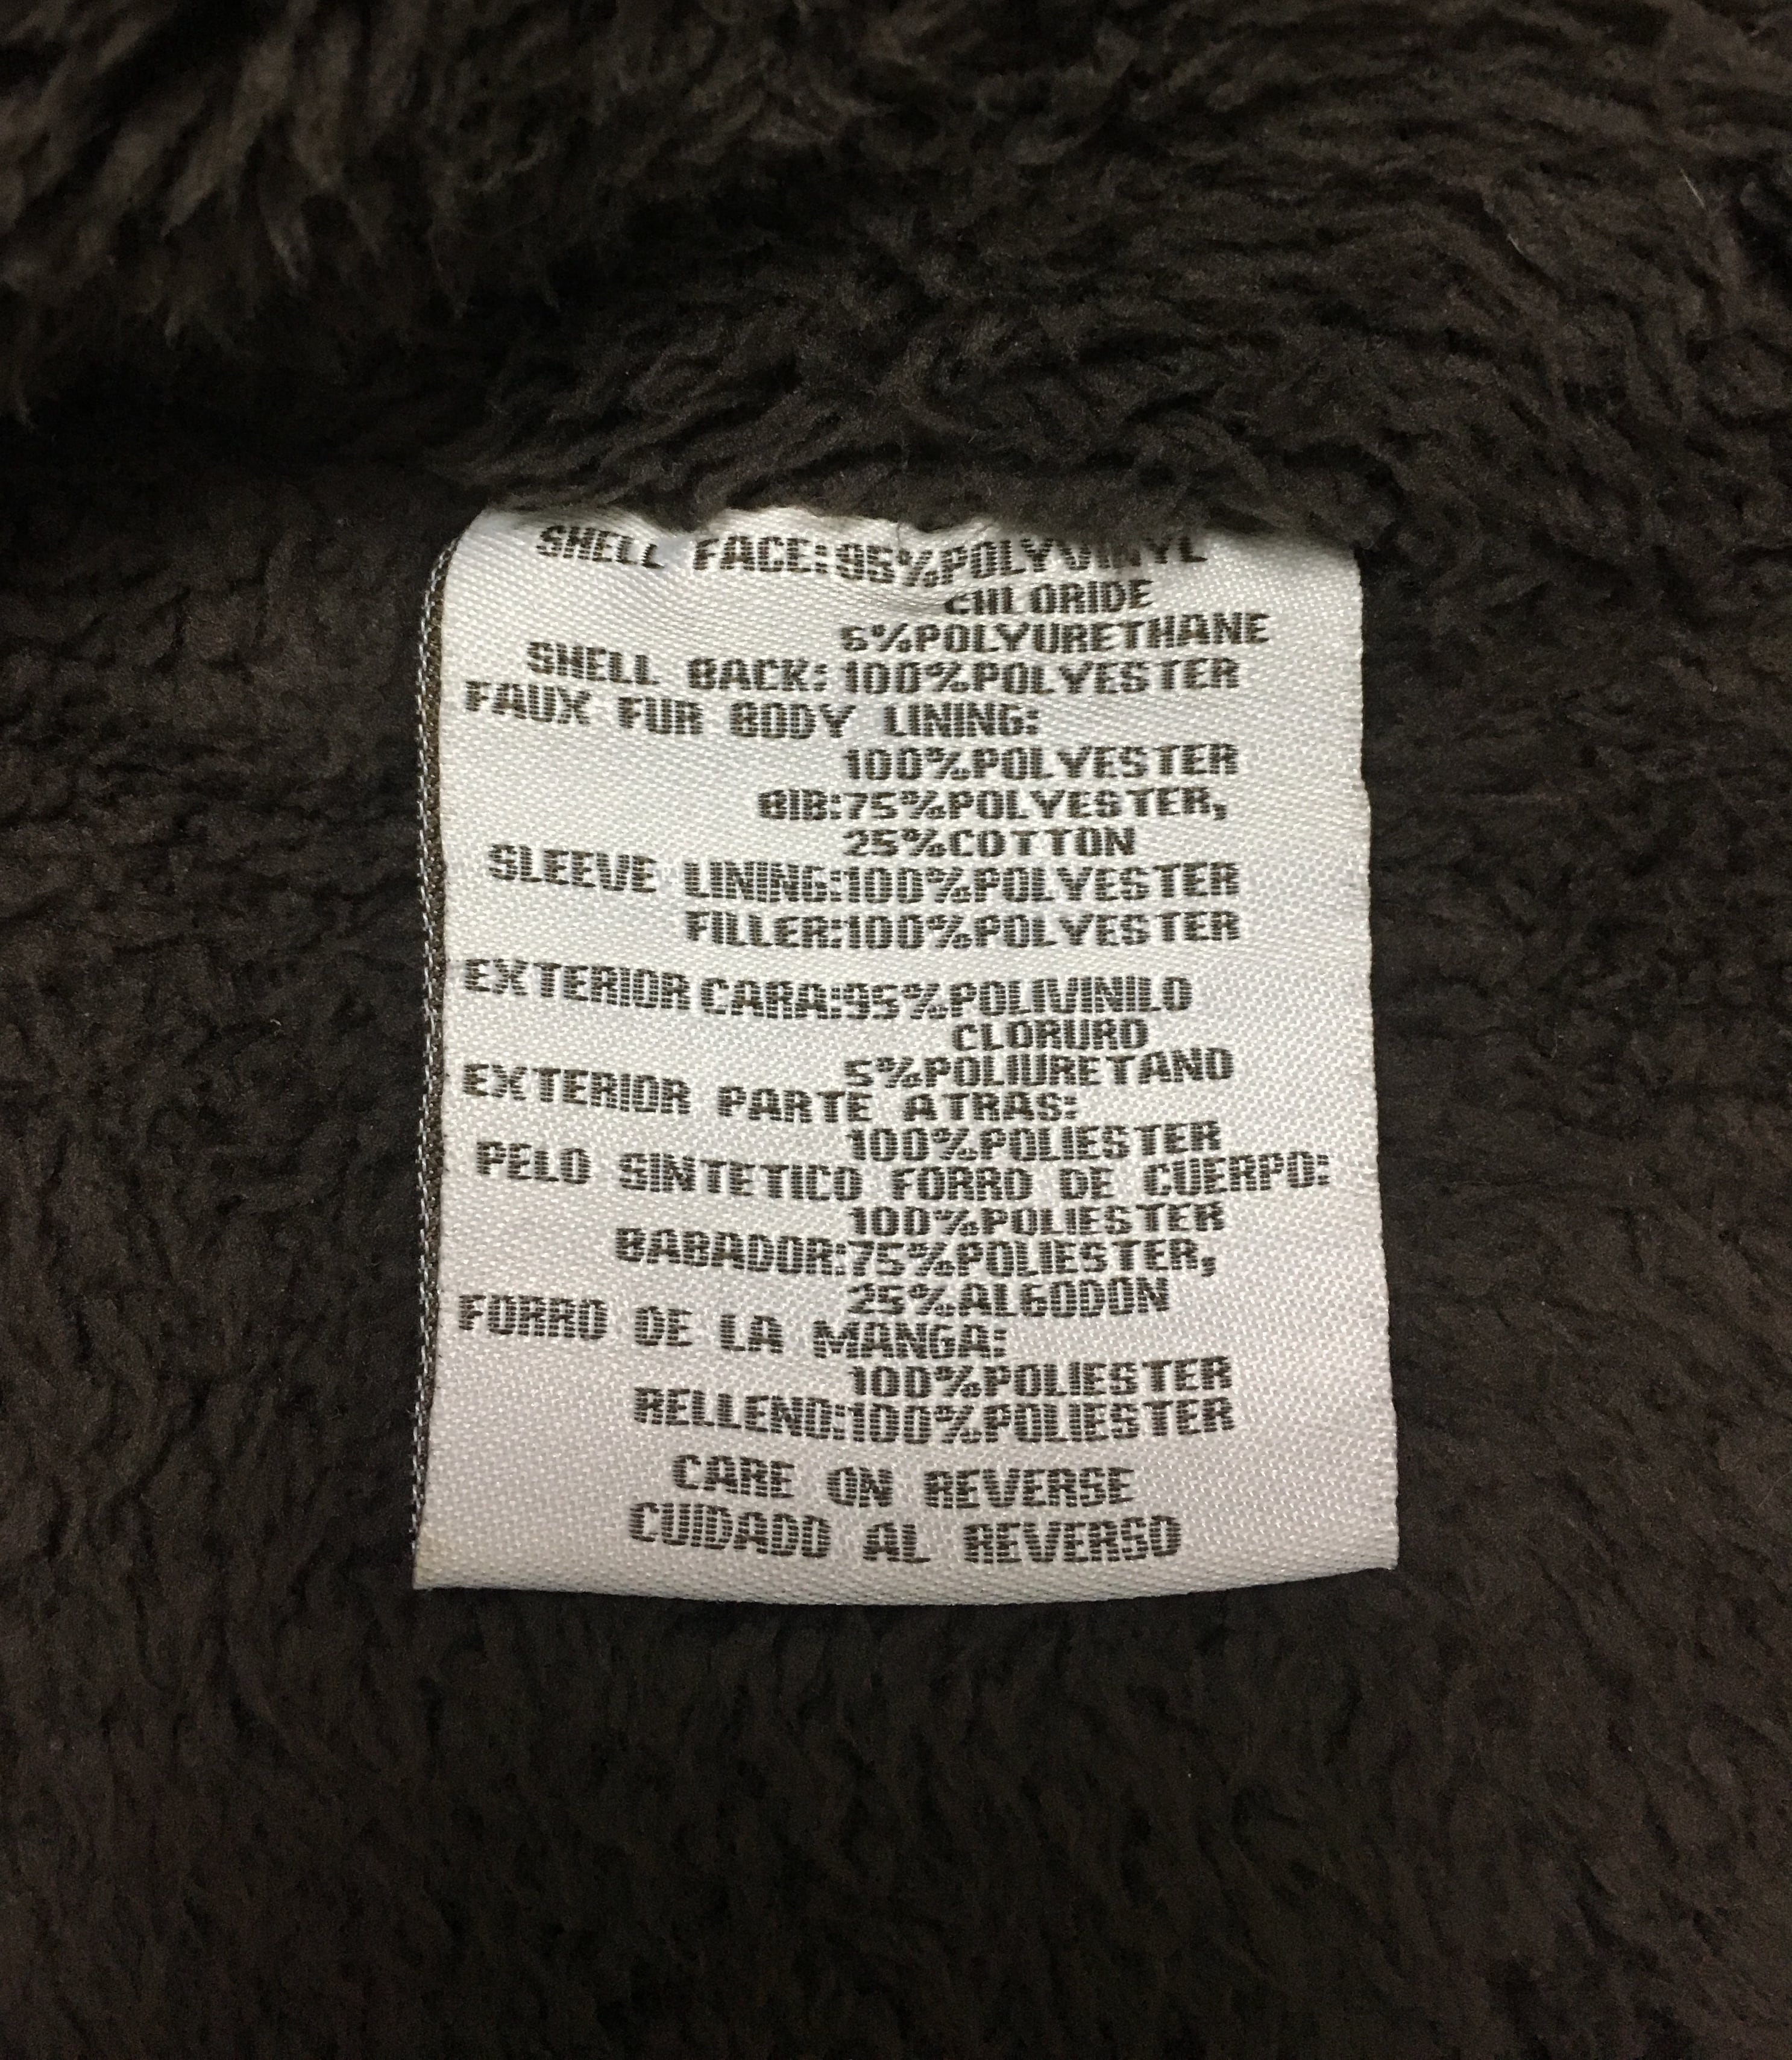 SHELL FACE:95%POLYVINYL
CHLORIDE
5%POLYURETHANE
SHELL BACK:100%POLYESTER
FAUX FUR BODY LINING:
100%POLYESTER
BIB:75%POLYESTER,
25%COTTON
SLEEVE LINING:100%POLYESTER
FILLER:100%POLYESTER
EXTERIOR CARA:95%POLIVINILO
CLORURO
5%POLIURETANO
EXTERIOR PARTE ATRAS:
100%POLIESTER
PELO SINTETICO FORRO DE CUERPO:
100%POLIESTER
BABADOR:75%POLIESTER,
25%ALGODON
FORRO DE LA MANGA:
100%POLIESTER
RELLENO:100%POLIESTER
CARE ON REVERSE
CUIDADO AL REVERSO